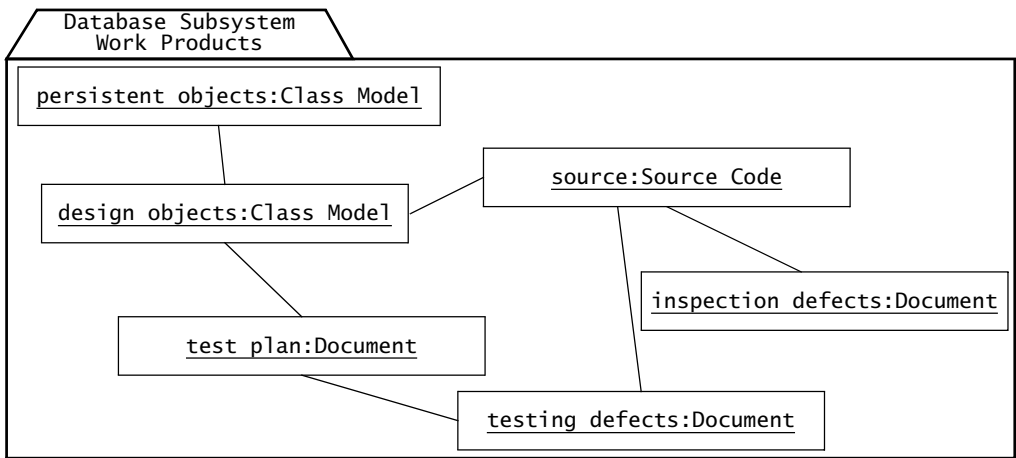 Database Subsystem
Work Products
persistent objects:Class Model
source:Source Code
design objects:Class Model
inspection defects:Document
test plan:Document
testing defects:Document